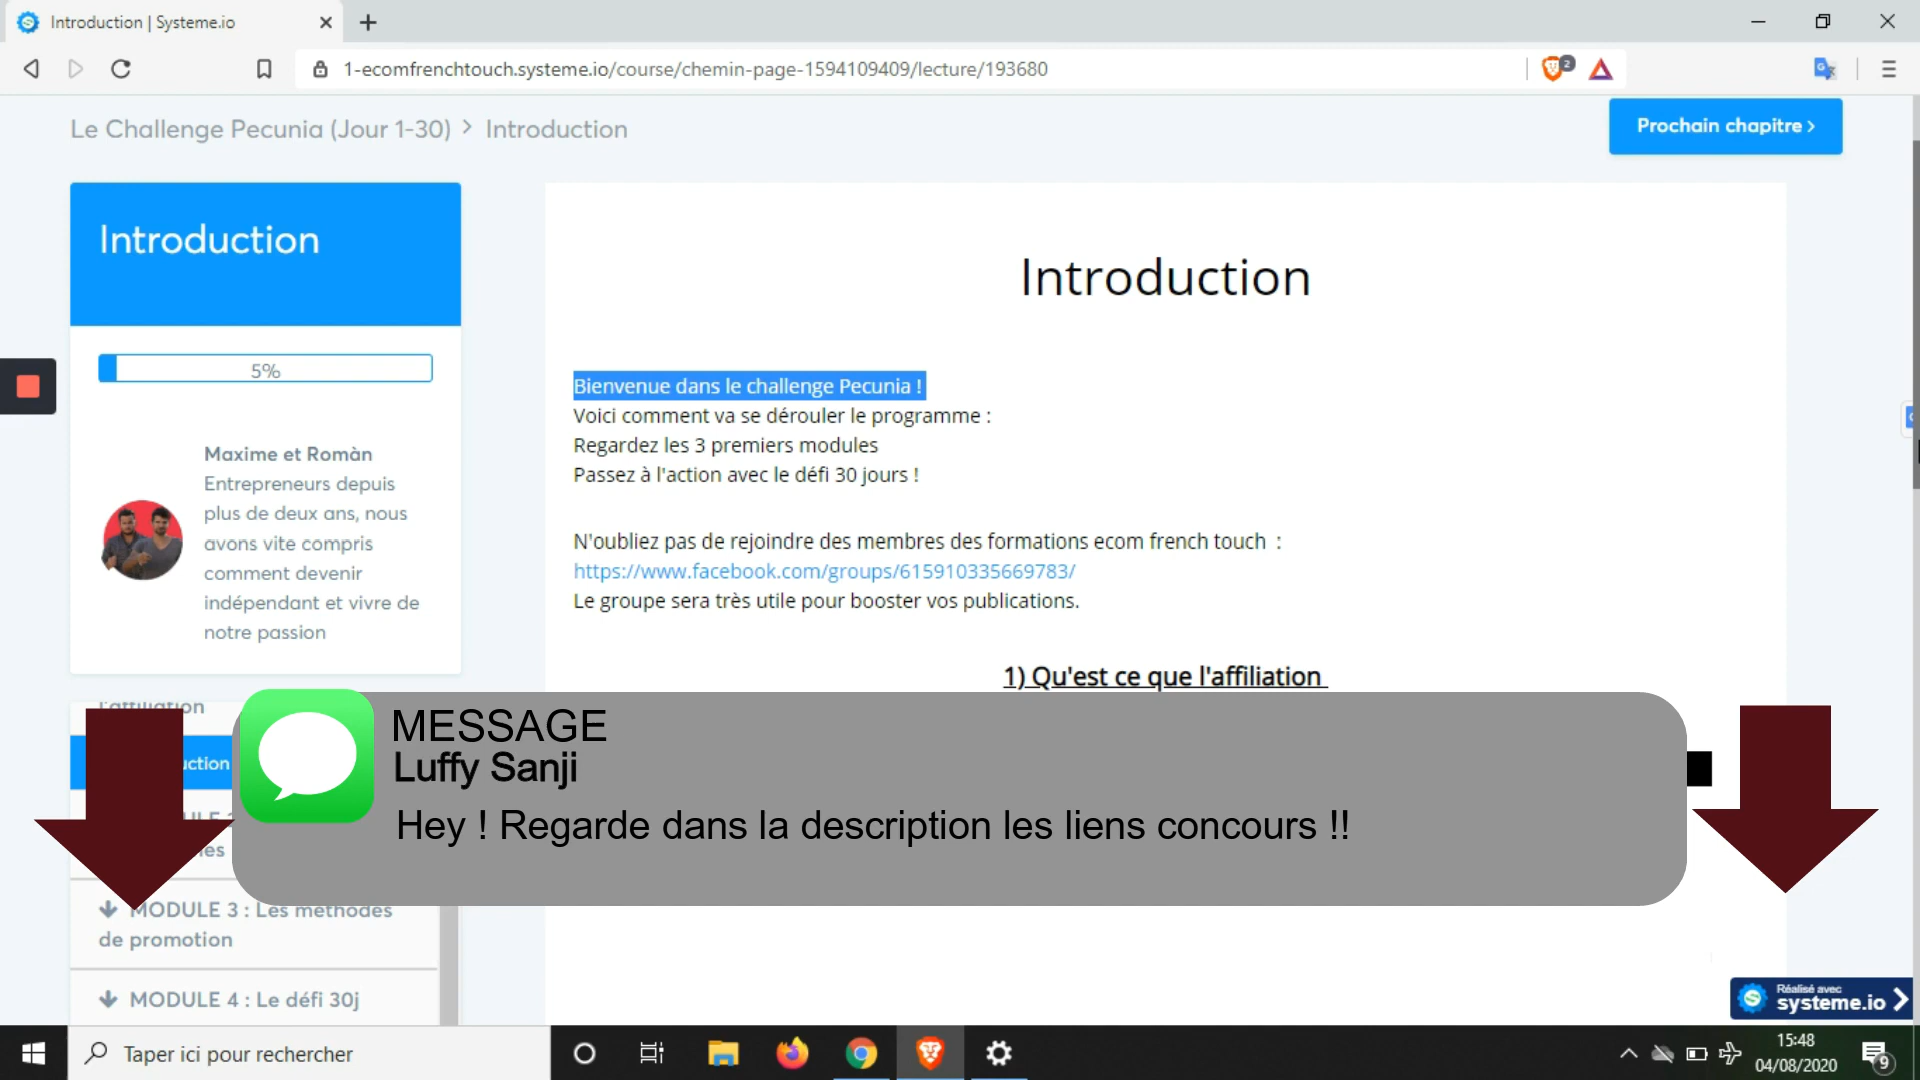 Introduction | Systeme.io
1-ecomfrenchtouch.systeme.io/course/chemin-page-1594109409/lecture/193680
2
Le Challenge Pecunia (Jour 1-30) > Introduction
Prochain chapitre >
Introduction
5%
Maxime et Romàn
Entrepreneurs depuis
plus de deux ans, nous
avons vite compris
comment devenir
indépendant et vivre de
notre passion
Introduction
Bienvenue dans le challenge Pecunia !
Voici comment va se dérouler le programme :
Regardez les 3 premiers modules
Passez à l'action avec le défi 30 jours !
N'oubliez pas de rejoindre des membres des formations ecom french touch :
https://www.facebook.com/groups/615910335669783/
Le groupe sera très utile pour booster vos publications.
1) Qu'est ce que l'affiliation
l'affiliation
uction
MESSAGE
Luffy Sanji
Hey ! Regarde dans la description les liens concours !!
MODULE 3 : Les méthodes
de promotion
MODULE 4 : Le défi 30j
Réalisé avec
systeme.io
Taper ici pour rechercher
15:48
04/08/2020
9